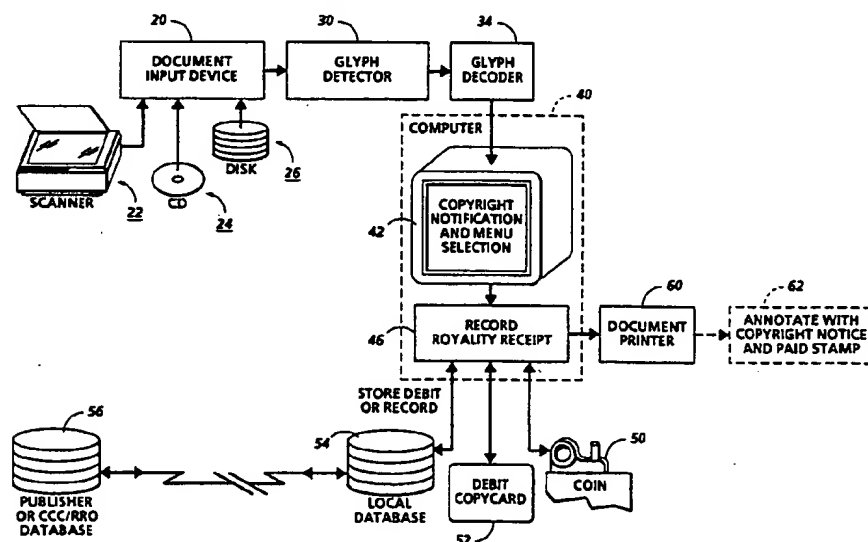 20
30
34
DOCUMENT
INPUT DEVICE
GLYPH
DETECTOR
GLYPH
DECODER
40
COMPUTER
SCANNER
22
CD
24
DISK
26
42
COPYRIGHT
NOTIFICATION
AND MENU
SELECTION
46
RECORD
ROYALITY RECEIPT
60
DOCUMENT
PRINTER
62
ANNOTATE WITH
COPYRIGHT NOTICE
AND PAID STAMP
STORE DEBIT
OR RECORD
56
PUBLISHER
OR CCC/RRO
DATABASE
54
LOCAL
DATABASE
DEBIT
COPYCARD
52
50
COIN